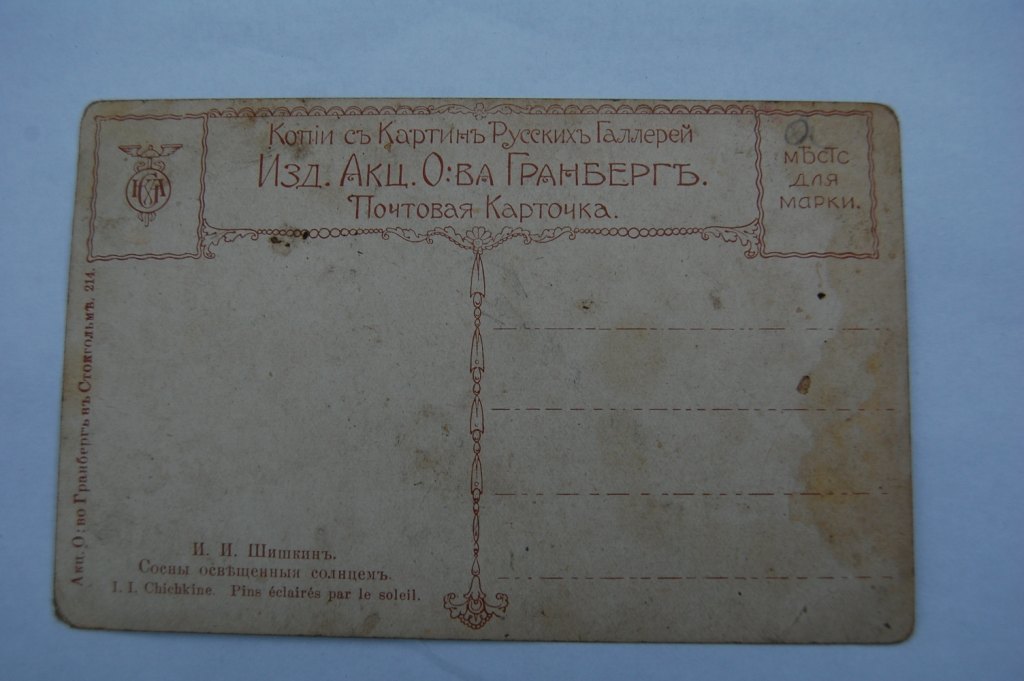 Копіи съ Картинъ Русскихъ Галлерей
Изд. Акц. О:ва Гранбергъ.
Почтовая Карточка.
мѣсто
для
марки.
Акц. О:во Гранбергъ въ Стокгольмѣ. 214.
И. И. Шишкинъ.
Сосны освѣщенныя солнцемъ
I. I. Chichkine. Pins éclairés par le soleil.